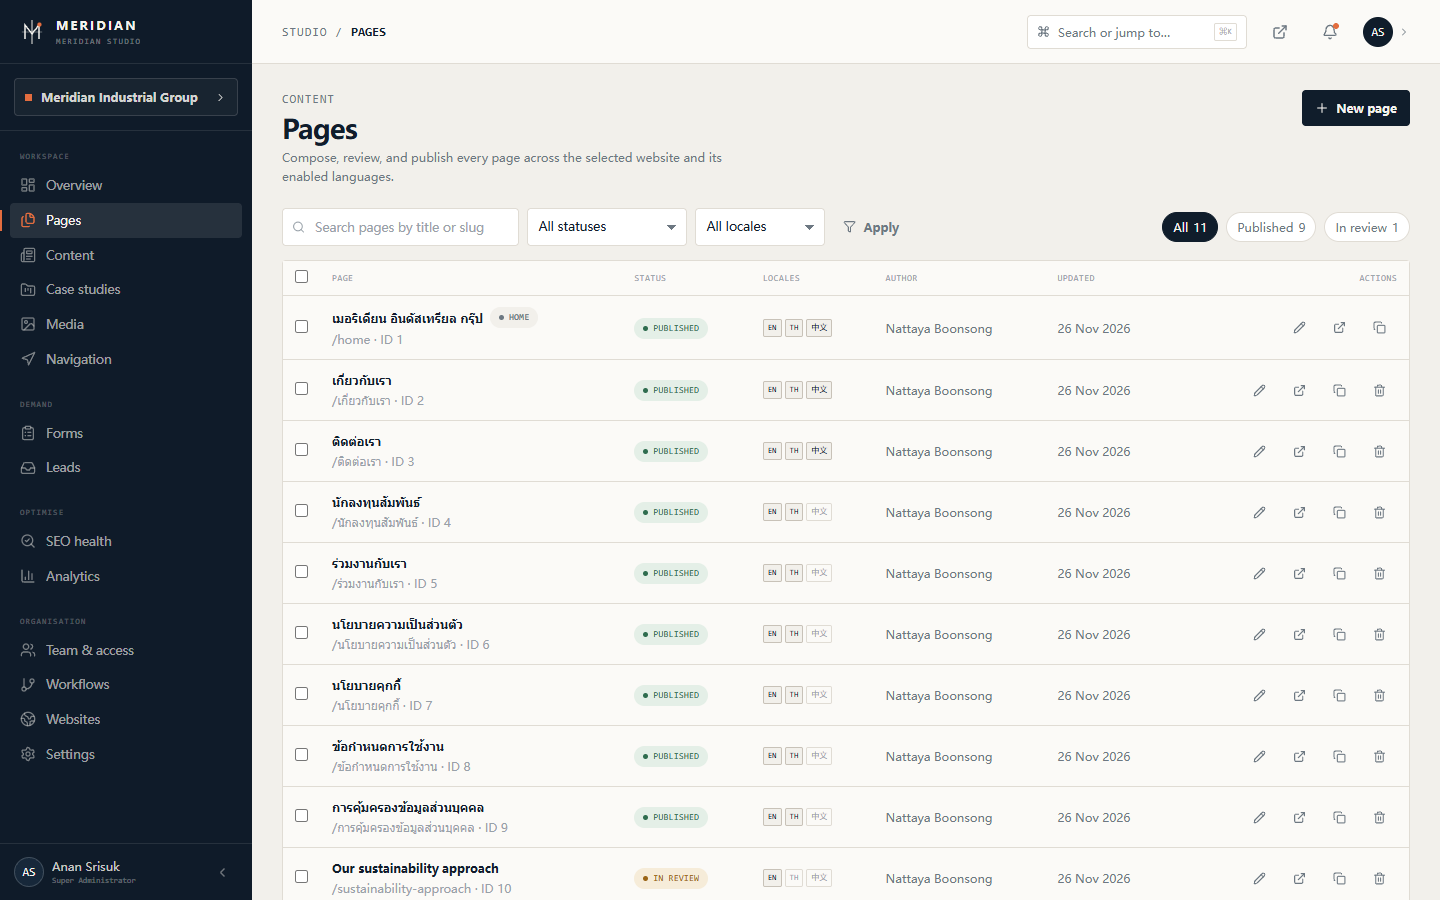 MERIDIAN
MERIDIAN STUDIO
Meridian Industrial Group
WORKSPACE
Overview
Pages
Content
Case studies
Media
Navigation
DEMAND
Forms
Leads
OPTIMISE
SEO health
Analytics
ORGANISATION
Team & access
Workflows
Websites
Settings
AS
Anan Srisuk
Super Administrator
STUDIO / PAGES
Search or jump to...
⌘K
AS
CONTENT
Pages
Compose, review, and publish every page across the selected website and its
enabled languages.
New page
Search pages by title or slug
All statuses
All locales
Apply
All 11
Published 9
In review 1
PAGE STATUS LOCALES AUTHOR UPDATED ACTIONS
เมอริเดียน อินดัสเทรียล กรุ๊ป HOME
/home · ID 1
PUBLISHED EN TH 中文 Nattaya Boonsong 26 Nov 2026
เกี่ยวกับเรา
/เกี่ยวกับเรา · ID 2
PUBLISHED EN TH 中文 Nattaya Boonsong 26 Nov 2026
ติดต่อเรา
/ติดต่อเรา · ID 3
PUBLISHED EN TH 中文 Nattaya Boonsong 26 Nov 2026
นักลงทุนสัมพันธ์
/นักลงทุนสัมพันธ์ · ID 4
PUBLISHED EN TH 中文 Nattaya Boonsong 26 Nov 2026
ร่วมงานกับเรา
/ร่วมงานกับเรา · ID 5
PUBLISHED EN TH 中文 Nattaya Boonsong 26 Nov 2026
นโยบายความเป็นส่วนตัว
/นโยบายความเป็นส่วนตัว · ID 6
PUBLISHED EN TH 中文 Nattaya Boonsong 26 Nov 2026
นโยบายคุกกี้
/นโยบายคุกกี้ · ID 7
PUBLISHED EN TH 中文 Nattaya Boonsong 26 Nov 2026
ข้อกำหนดการใช้งาน
/ข้อกำหนดการใช้งาน · ID 8
PUBLISHED EN TH 中文 Nattaya Boonsong 26 Nov 2026
การคุ้มครองข้อมูลส่วนบุคคล
/การคุ้มครองข้อมูลส่วนบุคคล · ID 9
PUBLISHED EN TH 中文 Nattaya Boonsong 26 Nov 2026
Our sustainability approach
/sustainability-approach · ID 10
IN REVIEW EN TH 中文 Nattaya Boonsong 26 Nov 2026